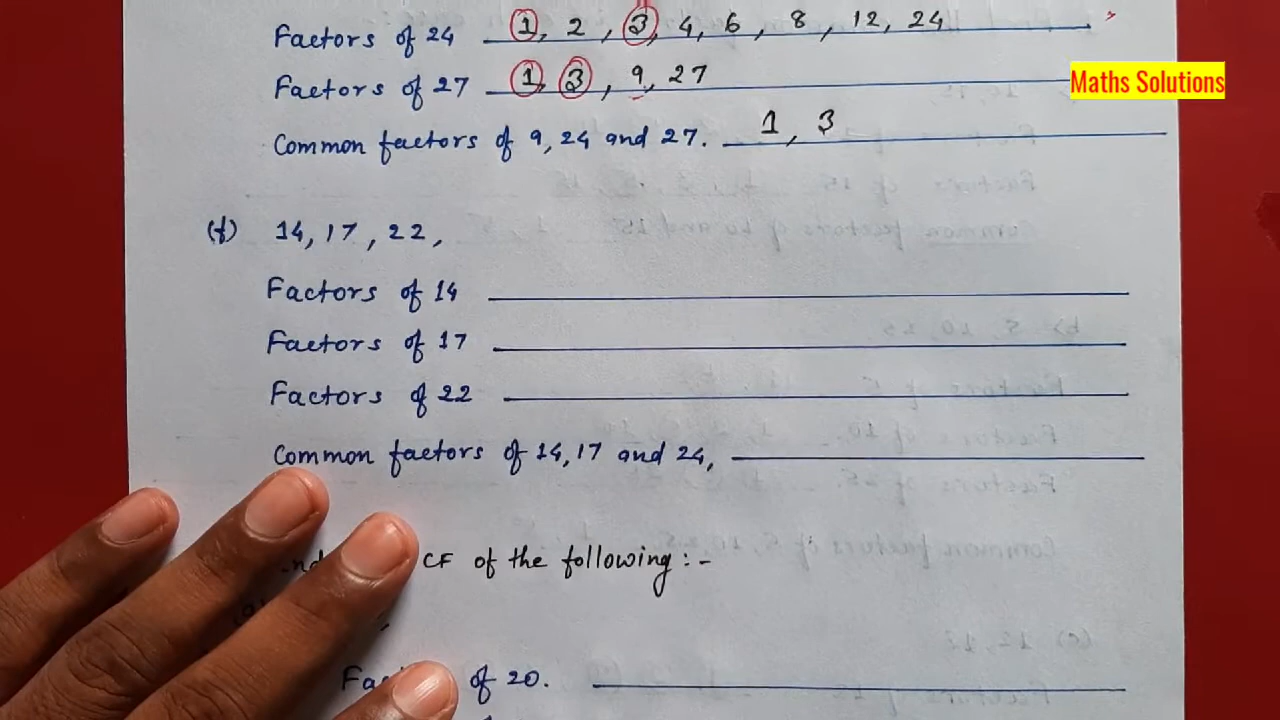 Factors of 24 1, 2, 3, 4, 6, 8, 12, 24
Factors of 27 1, 3, 9, 27
Maths Solutions
Common factors of 9, 24 and 27. 1, 3
(f) 14, 17, 22,
Factors of 14
Factors of 17
Factors of 22
Common factors of 14, 17 and 24,
CF of the following :-
of 20.